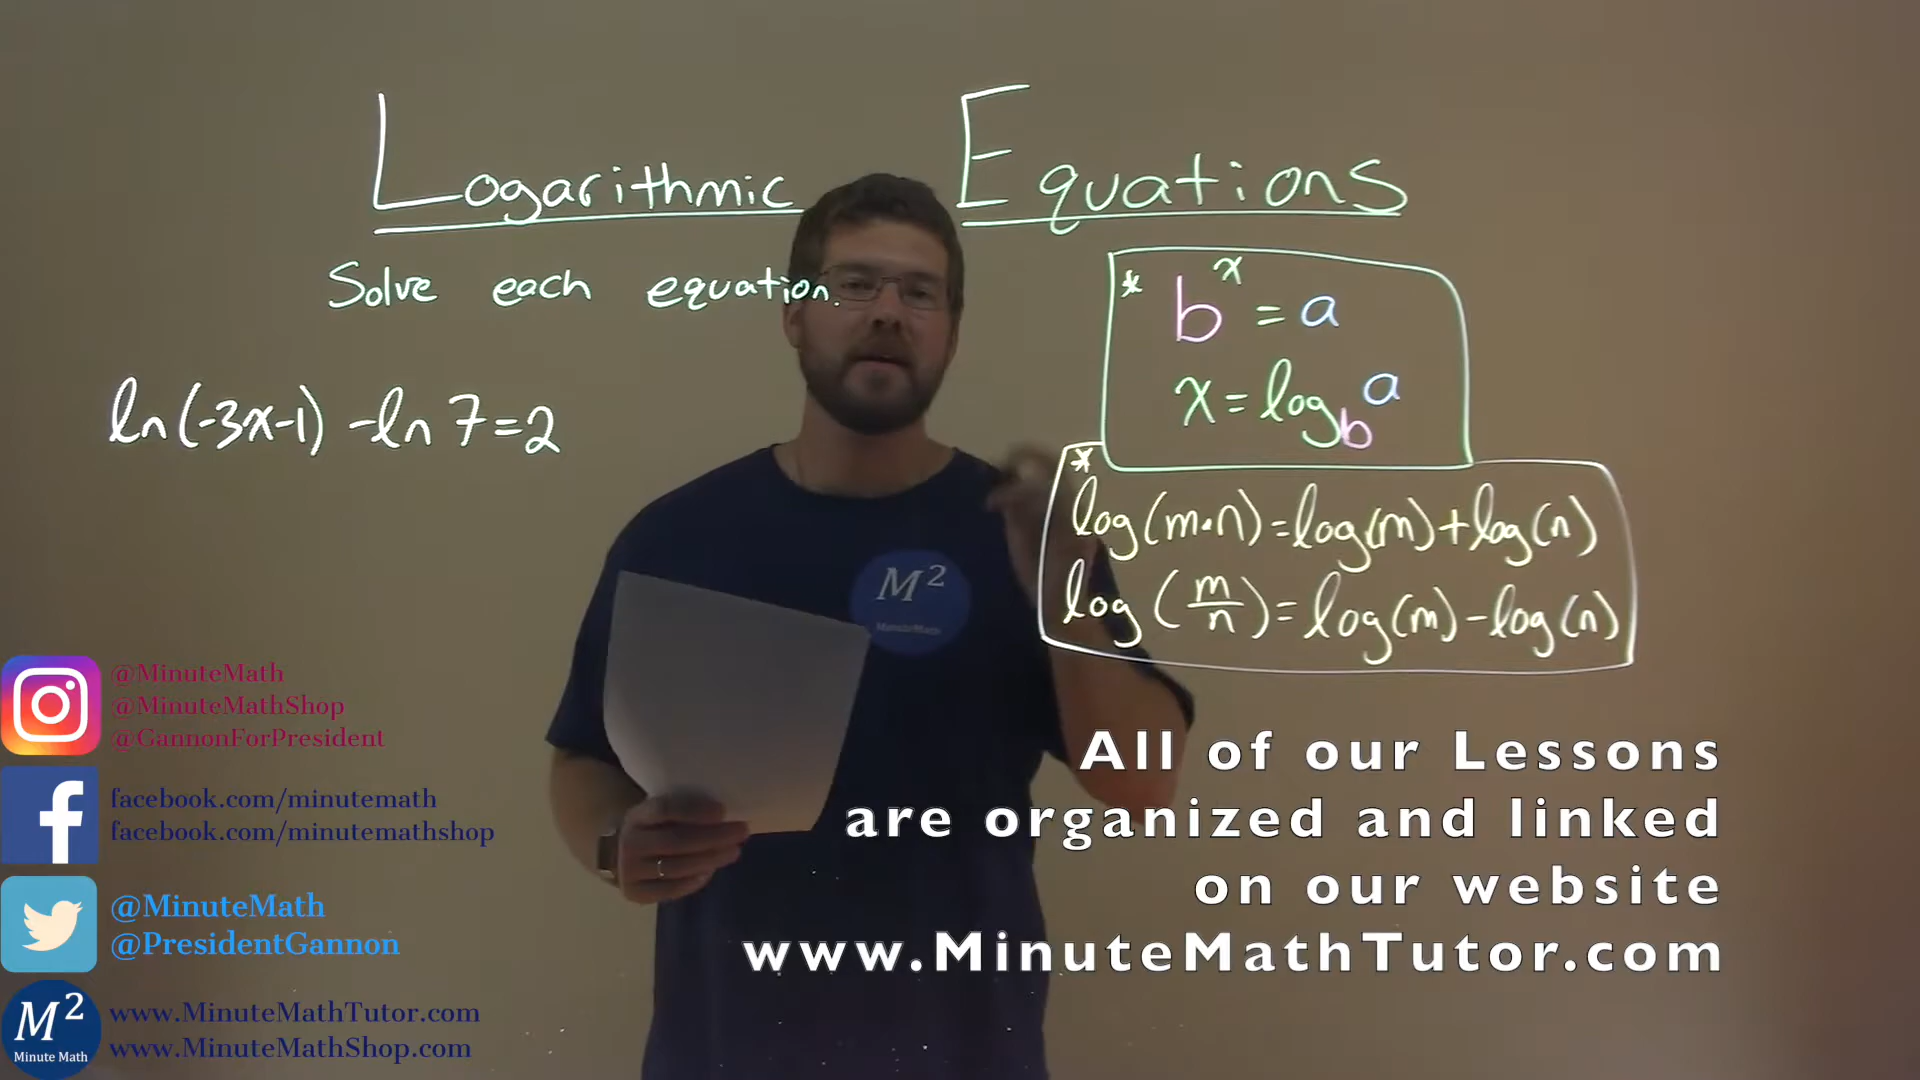 Logarithmic Equations
Solve each equation.
ln(-3x-1) - ln 7 = 2
* b^x = a
x = log_b a
*
log(m·n) = log(m) + log(n)
log(m/n) = log(m) - log(n)
M²
MinuteMath
@MinuteMath
@MinuteMathShop
@GannonForPresident
facebook.com/minutemath
facebook.com/minutemathshop
@MinuteMath
@PresidentGannon
M²
Minute Math
www.MinuteMathTutor.com
www.MinuteMathShop.com
All of our Lessons
are organized and linked
on our website
www.MinuteMathTutor.com